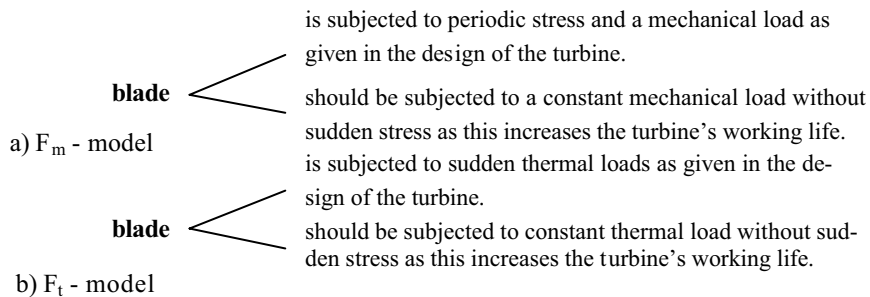 is subjected to periodic stress and a mechanical load as
given in the design of the turbine.
blade
should be subjected to a constant mechanical load without
sudden stress as this increases the turbine's working life.
a) Fm - model
is subjected to sudden thermal loads as given in the de-
sign of the turbine.
blade
should be subjected to constant thermal load without sud-
den stress as this increases the turbine's working life.
b) Ft - model